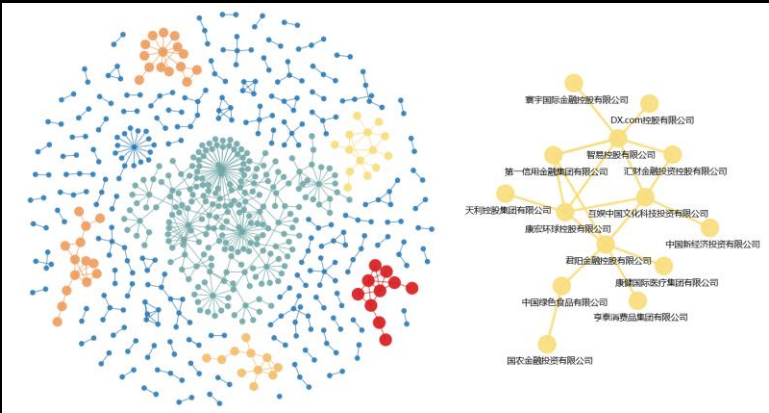 寰宇国际金融控股有限公司
DX.com控股有限公司
智易控股有限公司
第一信用金融集团有限公司
汇财金融投资控股有限公司
天利控股集团有限公司
互娱中国文化科技投资有限公司
康宏环球控股有限公司
中国新经济投资有限公司
君阳金融控股有限公司
康健国际医疗集团有限公司
中国绿色食品有限公司
亨泰消费品集团有限公司
国农金融投资有限公司